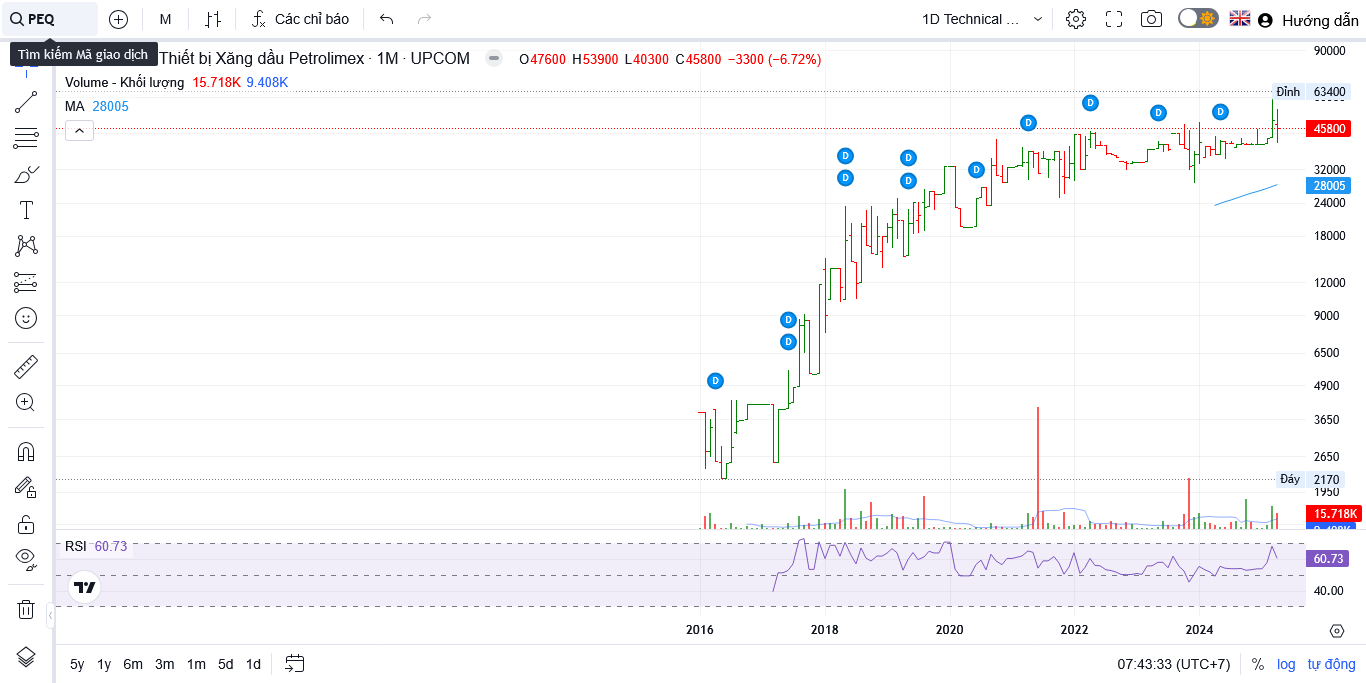 PEQ
M
Các chỉ báo
1D Technical ...
Hướng dẫn
Tìm kiếm Mã giao dịch
Thiết bị Xăng dầu Petrolimex · 1M · UPCOM
O47600 H53900 L40300 C45800 −3300 (−6.72%)
Volume - Khối lượng 15.718K 9.408K
MA 28005
90000
Đỉnh 63400
45800
32000
28005
24000
18000
12000
9000
6500
4900
3650
2650
Đáy 2170
1950
15.718K
D
D
D
D
D
D
D
D
D
D
D
D
RSI 60.73
60.73
40.00
2016 2018 2020 2022 2024
5y 1y 6m 3m 1m 5d 1d
07:43:33 (UTC+7)
% log tự động